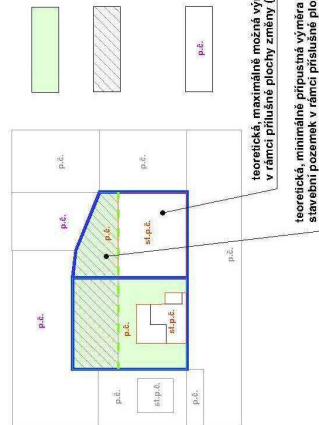 p.č.
p.č.
p.č.
p.č.
p.č.
p.č.
p.č.
st.p.č.
p.č.
st.p.č.
p.č.
st.p.č.
p.č.
p.č.
teoretická, maximálně možná vý
v rámci příslušné plochy změny (
teoretická, minimálně přípustná výměra
stavební pozemek v rámci příslušné plo